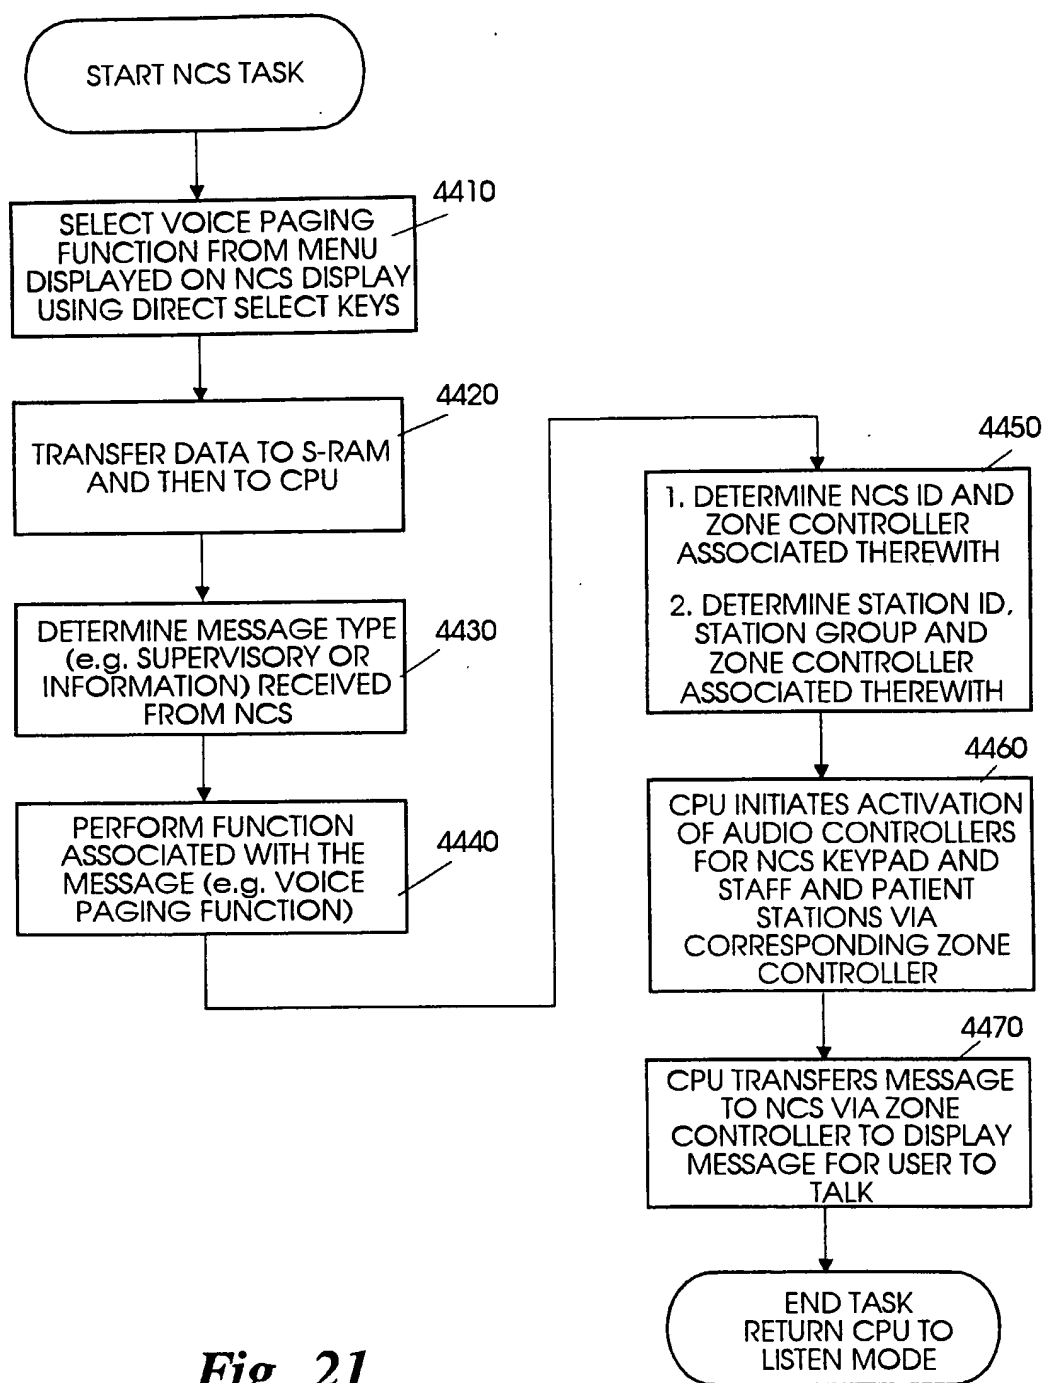 START NCS TASK
4410
SELECT VOICE PAGING
FUNCTION FROM MENU
DISPLAYED ON NCS DISPLAY
USING DIRECT SELECT KEYS
4420
TRANSFER DATA TO S-RAM
AND THEN TO CPU
4430
DETERMINE MESSAGE TYPE
(e.g. SUPERVISORY OR
INFORMATION) RECEIVED
FROM NCS
4440
PERFORM FUNCTION
ASSOCIATED WITH THE
MESSAGE (e.g. VOICE
PAGING FUNCTION)
4450
1. DETERMINE NCS ID AND
ZONE CONTROLLER
ASSOCIATED THEREWITH
2. DETERMINE STATION ID,
STATION GROUP AND
ZONE CONTROLLER
ASSOCIATED THEREWITH
4460
CPU INITIATES ACTIVATION
OF AUDIO CONTROLLERS
FOR NCS KEYPAD AND
STAFF AND PATIENT
STATIONS VIA
CORRESPONDING ZONE
CONTROLLER
4470
CPU TRANSFERS MESSAGE
TO NCS VIA ZONE
CONTROLLER TO DISPLAY
MESSAGE FOR USER TO
TALK
END TASK
RETURN CPU TO
LISTEN MODE
Fig. 21